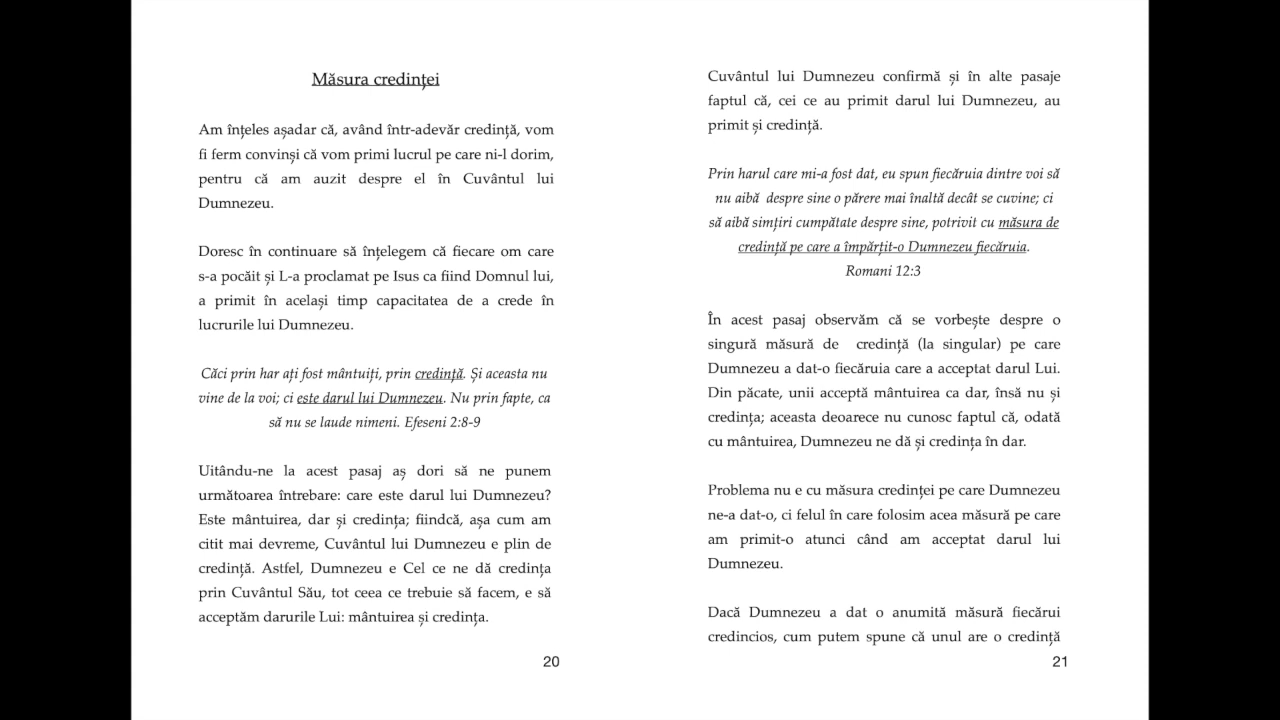 Măsura credinței
Am înțeles așadar că, având într-adevăr credință, vom
fi ferm convinși că vom primi lucrul pe care ni-l dorim,
pentru că am auzit despre el în Cuvântul lui
Dumnezeu.
Doresc în continuare să înțelegem că fiecare om care
s-a pocăit și L-a proclamat pe Isus ca fiind Domnul lui,
a primit în același timp capacitatea de a crede în
lucrurile lui Dumnezeu.
Căci prin har ați fost mântuiți, prin credință. Și aceasta nu
vine de la voi; ci este darul lui Dumnezeu. Nu prin fapte, ca
să nu se laude nimeni. Efeseni 2:8-9
Uitându-ne la acest pasaj aș dori să ne punem
următoarea întrebare: care este darul lui Dumnezeu?
Este mântuirea, dar și credința; fiindcă, așa cum am
citit mai devreme, Cuvântul lui Dumnezeu e plin de
credință. Astfel, Dumnezeu e Cel ce ne dă credința
prin Cuvântul Său, tot ceea ce trebuie să facem, e să
acceptăm darurile Lui: mântuirea și credința.
20
Cuvântul lui Dumnezeu confirmă și în alte pasaje
faptul că, cei ce au primit darul lui Dumnezeu, au
primit și credință.
Prin harul care mi-a fost dat, eu spun fiecăruia dintre voi să
nu aibă despre sine o părere mai înaltă decât se cuvine; ci
să aibă simțiri cumpătate despre sine, potrivit cu măsura de
credință pe care a împărțit-o Dumnezeu fiecăruia.
Romani 12:3
În acest pasaj observăm că se vorbește despre o
singură măsură de credință (la singular) pe care
Dumnezeu a dat-o fiecăruia care a acceptat darul Lui.
Din păcate, unii acceptă mântuirea ca dar, însă nu și
credința; aceasta deoarece nu cunosc faptul că, odată
cu mântuirea, Dumnezeu ne dă și credința în dar.
Problema nu e cu măsura credinței pe care Dumnezeu
ne-a dat-o, ci felul în care folosim acea măsură pe care
am primit-o atunci când am acceptat darul lui
Dumnezeu.
Dacă Dumnezeu a dat o anumită măsură fiecărui
credincios, cum putem spune că unul are o credință
21